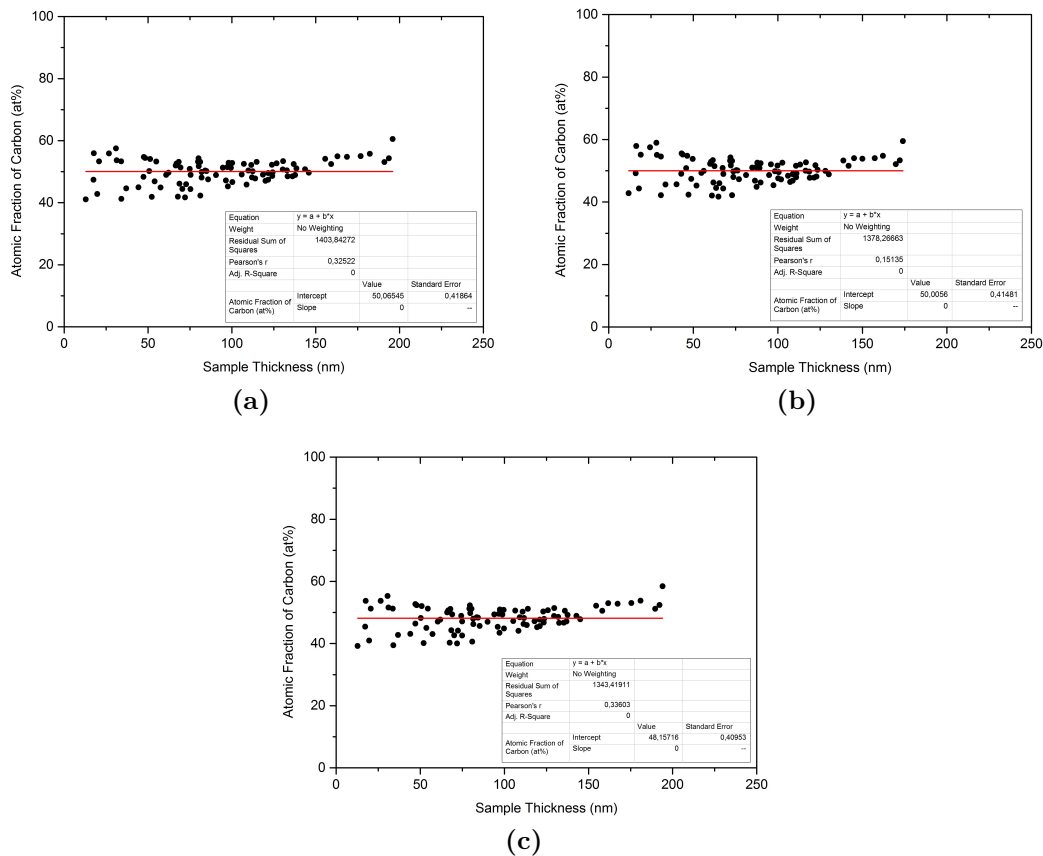 100
80
60
40
20
0
Atomic Fraction of Carbon (at%)
Equation y = a + b*x
Weight No Weighting
Residual Sum of Squares 1403,84272
Pearson's r 0,32522
Adj. R-Square 0
Value Standard Error
Atomic Fraction of Carbon (at%) Intercept 50,06545 0,41864
Slope 0 --
0 50 100 150 200 250
Sample Thickness (nm)
(a)
100
80
60
40
20
0
Atomic Fraction of Carbon (at%)
Equation y = a + b*x
Weight No Weighting
Residual Sum of Squares 1378,26663
Pearson's r 0,15135
Adj. R-Square 0
Value Standard Error
Atomic Fraction of Carbon (at%) Intercept 50,0056 0,41481
Slope 0 --
0 50 100 150 200 250
Sample Thickness (nm)
(b)
100
80
60
40
20
0
Atomic Fraction of Carbon (at%)
Equation y = a + b*x
Weight No Weighting
Residual Sum of Squares 1343,41911
Pearson's r 0,33603
Adj. R-Square 0
Value Standard Error
Atomic Fraction of Carbon (at%) Intercept 48,15716 0,40953
Slope 0 --
0 50 100 150 200 250
Sample Thickness (nm)
(c)